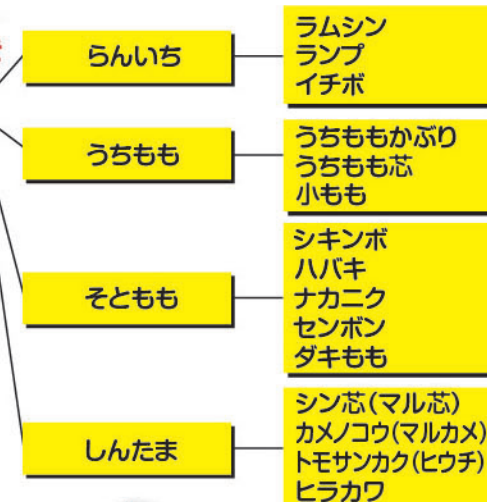 らんいち
ラムシン
ランプ
イチボ
うちもも
うちももかぶり
うちもも芯
小もも
そともも
シキンボ
ハバキ
ナカニク
センボン
ダキもも
しんたま
シン芯(マル芯)
カメノコウ(マルカメ)
トモサンカク(ヒウチ)
ヒラカワ